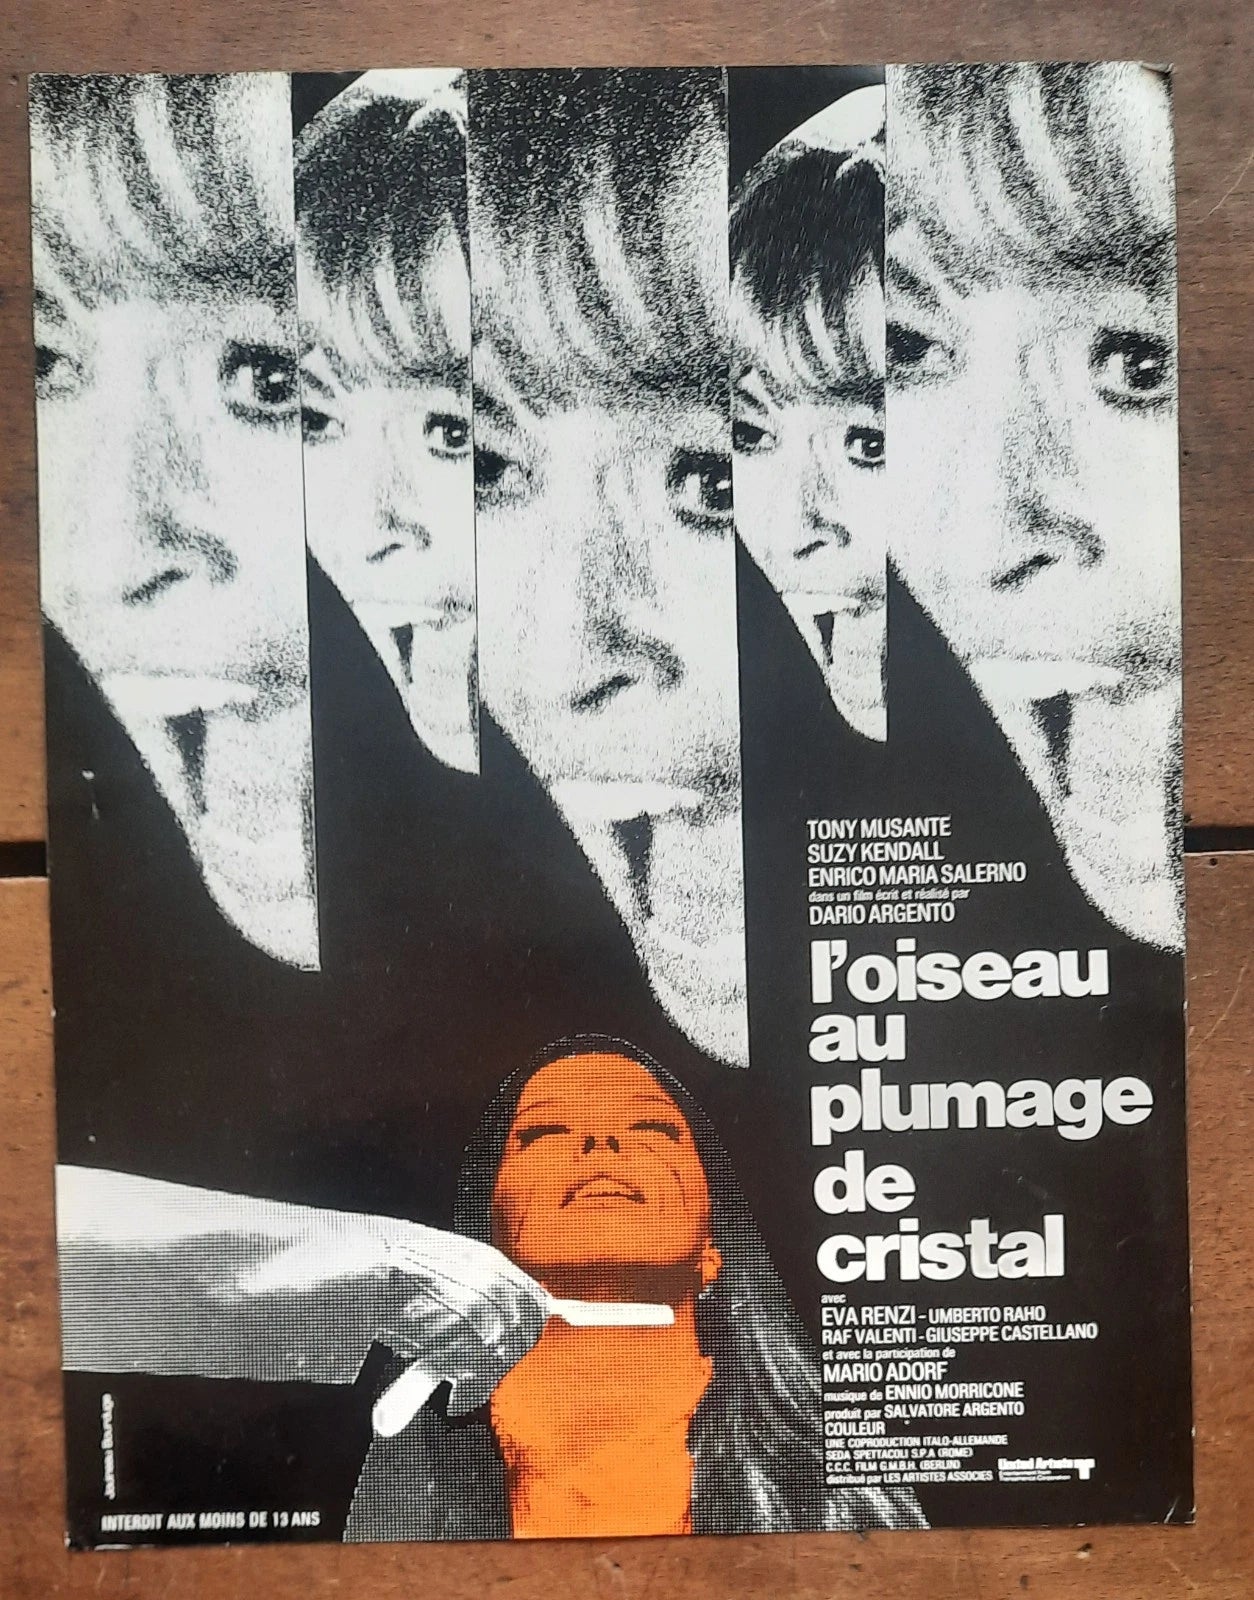 TONY MUSANTE
SUZY KENDALL
ENRICO MARIA SALERNO
dans un film écrit et réalisé par
DARIO ARGENTO
l'oiseau
au
plumage
de
cristal
avec
EVA RENZI - UMBERTO RAHO
RAF VALENTI - GIUSEPPE CASTELLANO
et avec la participation de
MARIO ADORF
musique de ENNIO MORRICONE
produit par SALVATORE ARGENTO
COULEUR
UNE COPRODUCTION ITALO-ALLEMANDE
SEDA SPETTACOLI S.P.A. (ROME)
C.C.C. FILM G.M.B.H. (BERLIN)
distribué par LES ARTISTES ASSOCIES
United Artists
INTERDIT AUX MOINS DE 13 ANS